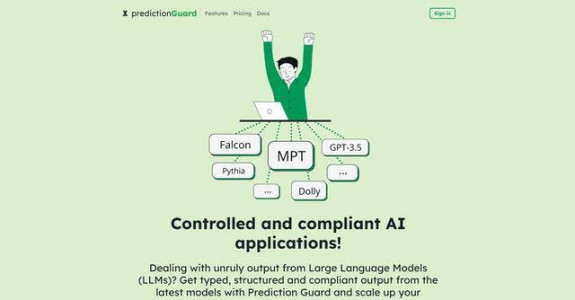 predictionGuard Features Pricing Docs Sign in
Falcon
MPT
GPT-3.5
Pythia
...
...
Dolly
Controlled and compliant AI
applications!
Dealing with unruly output from Large Language Models
(LLMs)? Get typed, structured and compliant output from the
latest models with Prediction Guard and scale up your